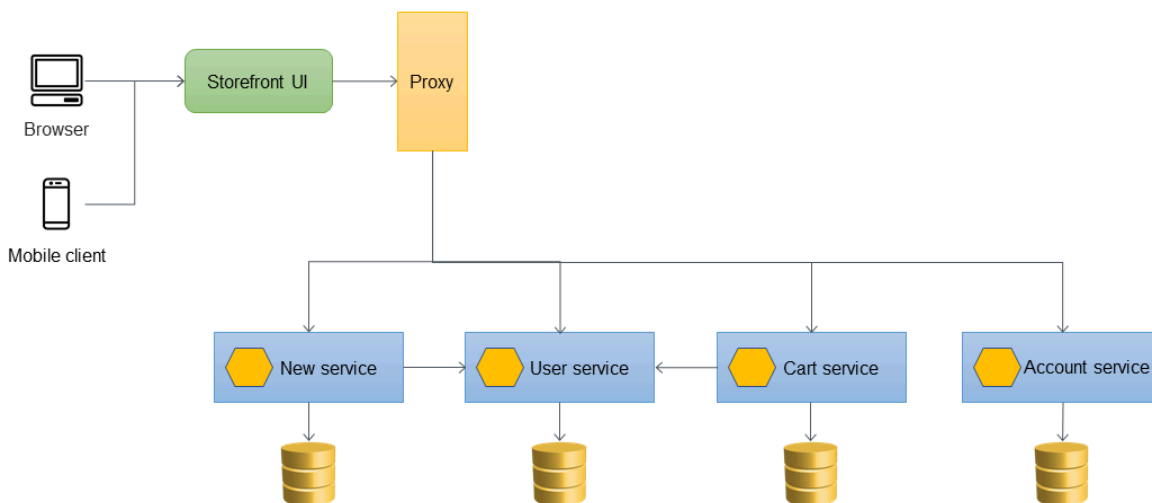 Storefront UI
Proxy
Browser
Mobile client
New service
User service
Cart service
Account service